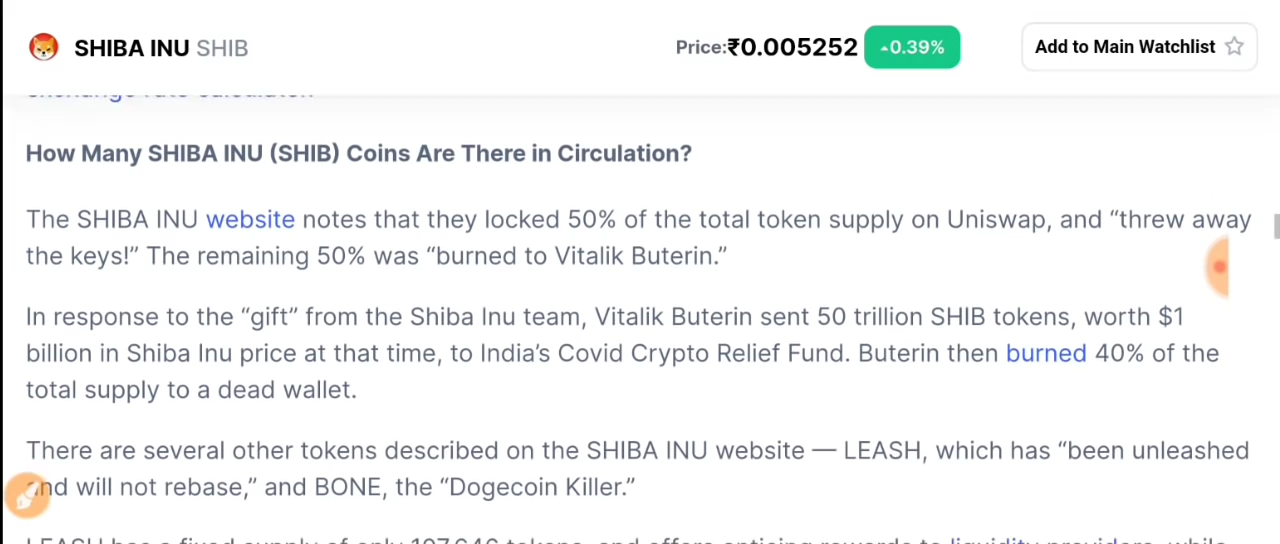 SHIBA INU SHIB
Price:₹0.005252 0.39%
Add to Main Watchlist
exchange rate calculator.
How Many SHIBA INU (SHIB) Coins Are There in Circulation?
The SHIBA INU website notes that they locked 50% of the total token supply on Uniswap, and “threw away
the keys!” The remaining 50% was “burned to Vitalik Buterin.”
In response to the “gift” from the Shiba Inu team, Vitalik Buterin sent 50 trillion SHIB tokens, worth $1
billion in Shiba Inu price at that time, to India’s Covid Crypto Relief Fund. Buterin then burned 40% of the
total supply to a dead wallet.
There are several other tokens described on the SHIBA INU website — LEASH, which has “been unleashed
and will not rebase,” and BONE, the “Dogecoin Killer.”
LEASH has a fixed supply of only 107,646 tokens, and offers enticing rewards to liquidity providers, while